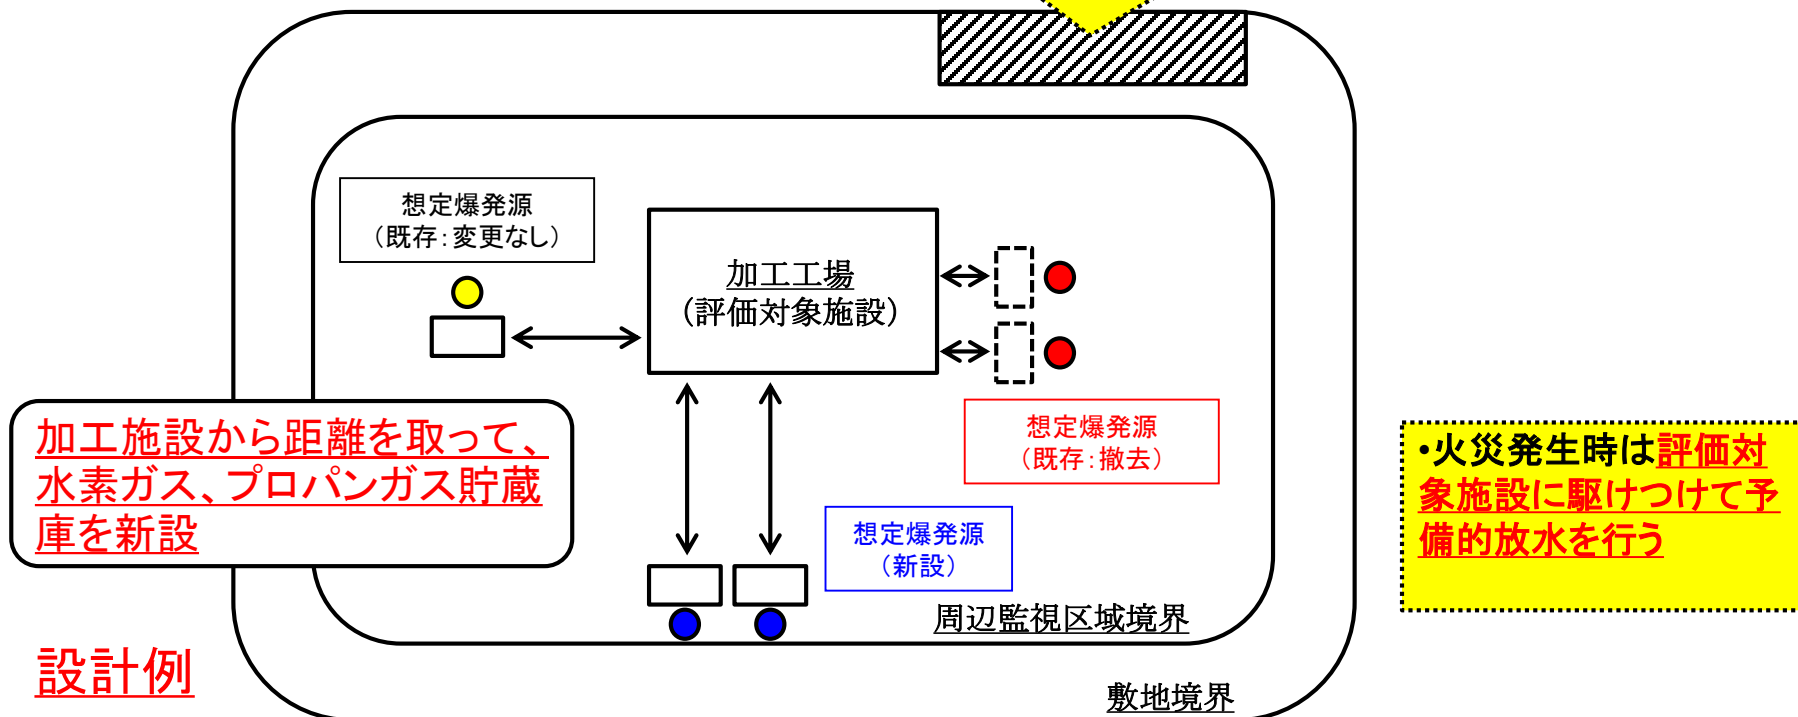 想定爆発源
（既存：変更なし）
加工工場
（評価対象施設）
加工施設から距離を取って、
水素ガス、プロパンガス貯蔵
庫を新設
想定爆発源
（既存：撤去）
想定爆発源
（新設）
・火災発生時は評価対
象施設に駆けつけて予
備的放水を行う
周辺監視区域境界
設計例
敷地境界